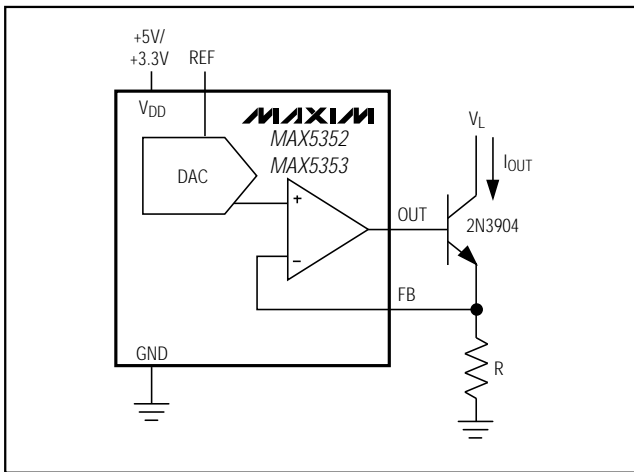 +5V/
+3.3V
REF
VDD
MAXIM
MAX5352
MAX5353
DAC
+
−
OUT
FB
GND
VL
IOUT
2N3904
R